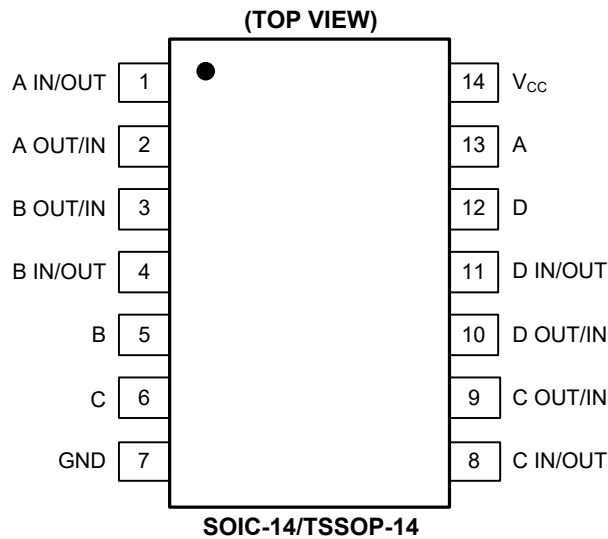 (TOP VIEW)
A IN/OUT 1 14 VCC
A OUT/IN 2 13 A
B OUT/IN 3 12 D
B IN/OUT 4 11 D IN/OUT
B 5 10 D OUT/IN
C 6 9 C OUT/IN
GND 7 8 C IN/OUT
SOIC-14/TSSOP-14